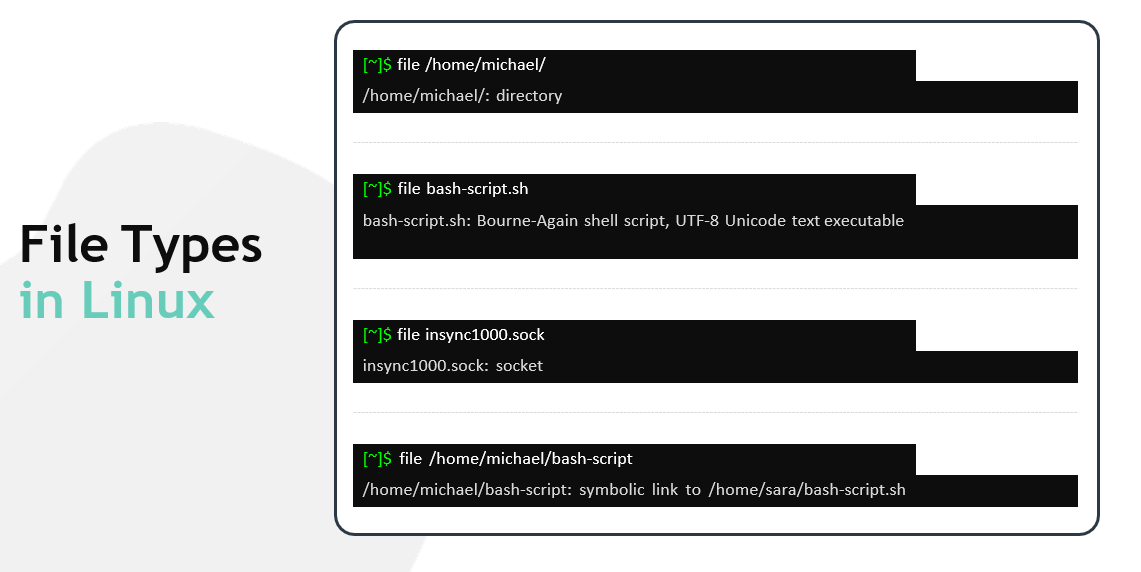 File Types
in Linux
[~]$ file /home/michael/
/home/michael/: directory
[~]$ file bash-script.sh
bash-script.sh: Bourne-Again shell script, UTF-8 Unicode text executable
[~]$ file insync1000.sock
insync1000.sock: socket
[~]$ file /home/michael/bash-script
/home/michael/bash-script: symbolic link to /home/sara/bash-script.sh